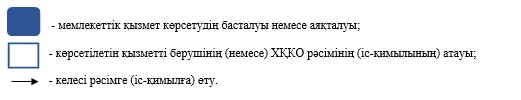 - мемлекеттік қызмет көрсетудің басталуы немесе аяқталуы;
- көрсетілетін қызметті берушінің (немесе) ХҚКО рәсімінің (іс-қимылының) атауы;
- келесі рәсімге (іс-қимылға) өту.